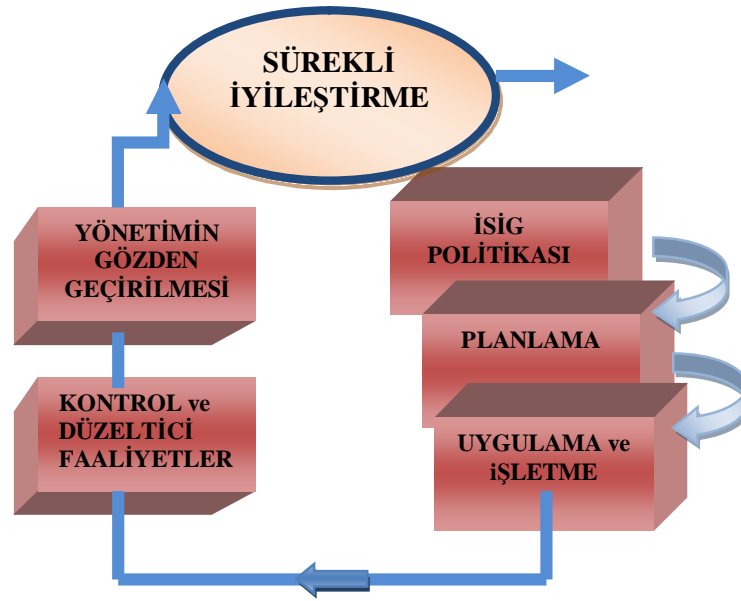 SÜREKLİ
İYİLEŞTİRME
İSİG
POLİTİKASI
PLANLAMA
UYGULAMA ve
iŞLETME
KONTROL ve
DÜZELTİCİ
FAALİYETLER
YÖNETİMİN
GÖZDEN
GEÇİRİLMESİ